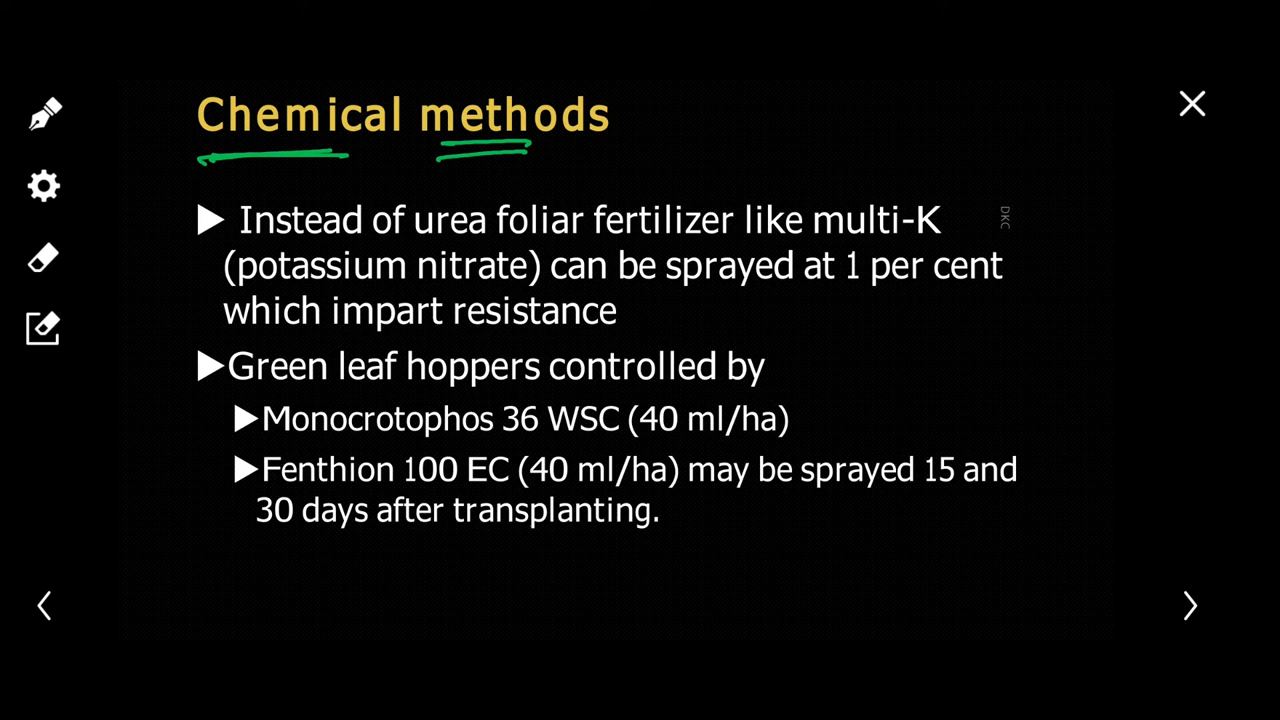 Chemical methods
▶ Instead of urea foliar fertilizer like multi-K
(potassium nitrate) can be sprayed at 1 per cent
which impart resistance
▶Green leaf hoppers controlled by
▶Monocrotophos 36 WSC (40 ml/ha)
▶Fenthion 100 EC (40 ml/ha) may be sprayed 15 and
30 days after transplanting.
DKC